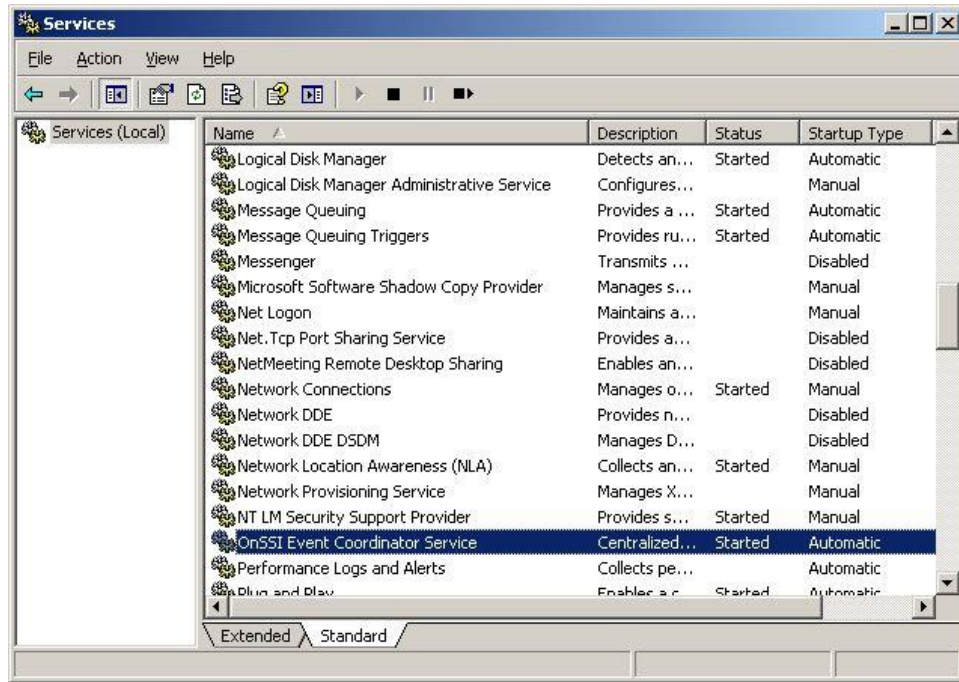 Services
File Action View Help
Services (Local)
Name Description Status Startup Type
Logical Disk Manager Detects an... Started Automatic
Logical Disk Manager Administrative Service Configures... Manual
Message Queuing Provides a ... Started Automatic
Message Queuing Triggers Provides ru... Started Automatic
Messenger Transmits ... Disabled
Microsoft Software Shadow Copy Provider Manages s... Manual
Net Logon Maintains a... Manual
Net.Tcp Port Sharing Service Provides a... Disabled
NetMeeting Remote Desktop Sharing Enables an... Disabled
Network Connections Manages o... Started Manual
Network DDE Provides n... Disabled
Network DDE DSDM Manages D... Disabled
Network Location Awareness (NLA) Collects an... Started Manual
Network Provisioning Service Manages X... Manual
NT LM Security Support Provider Provides s... Started Manual
OnSSI Event Coordinator Service Centralized... Started Automatic
Performance Logs and Alerts Collects pe... Automatic
Plug and Play Enables a c... Started Automatic
Extended Standard